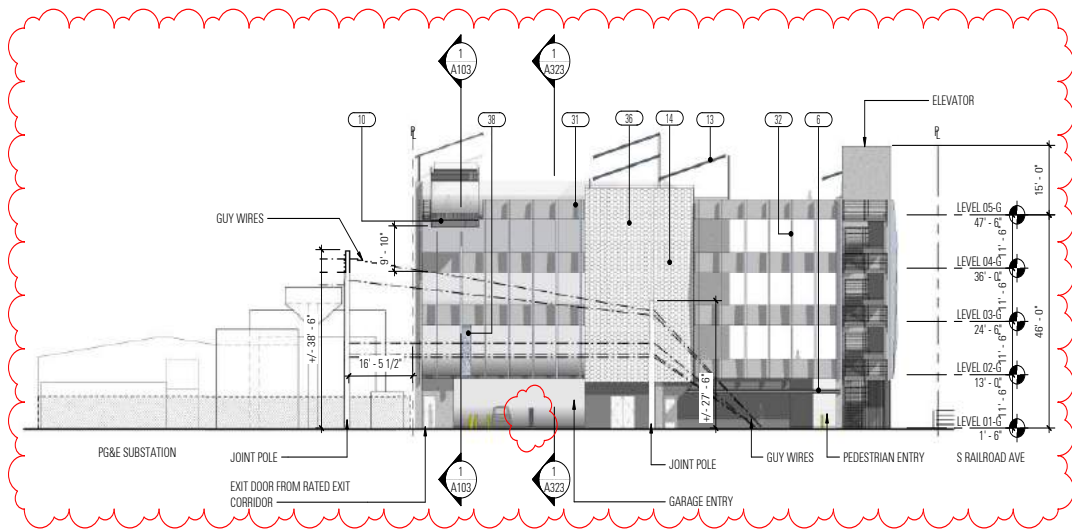 1
A103
1
A323
ELEVATOR
10
38
31
36
14
13
32
6
PL
PL
15' - 0"
GUY WIRES
9' - 10"
LEVEL 05-G
47' - 6"
11' - 6"
LEVEL 04-G
36' - 0"
11' - 6"
46' - 0"
LEVEL 03-G
24' - 6"
11' - 6"
LEVEL 02-G
13' - 0"
11' - 6"
LEVEL 01-G
1' - 6"
+/- 38' - 6"
16' - 5 1/2"
+/- 27' - 6"
PG&E SUBSTATION
JOINT POLE
EXIT DOOR FROM RATED EXIT
CORRIDOR
1
A103
1
A323
GARAGE ENTRY
JOINT POLE
GUY WIRES
PEDESTRIAN ENTRY
S RAILROAD AVE